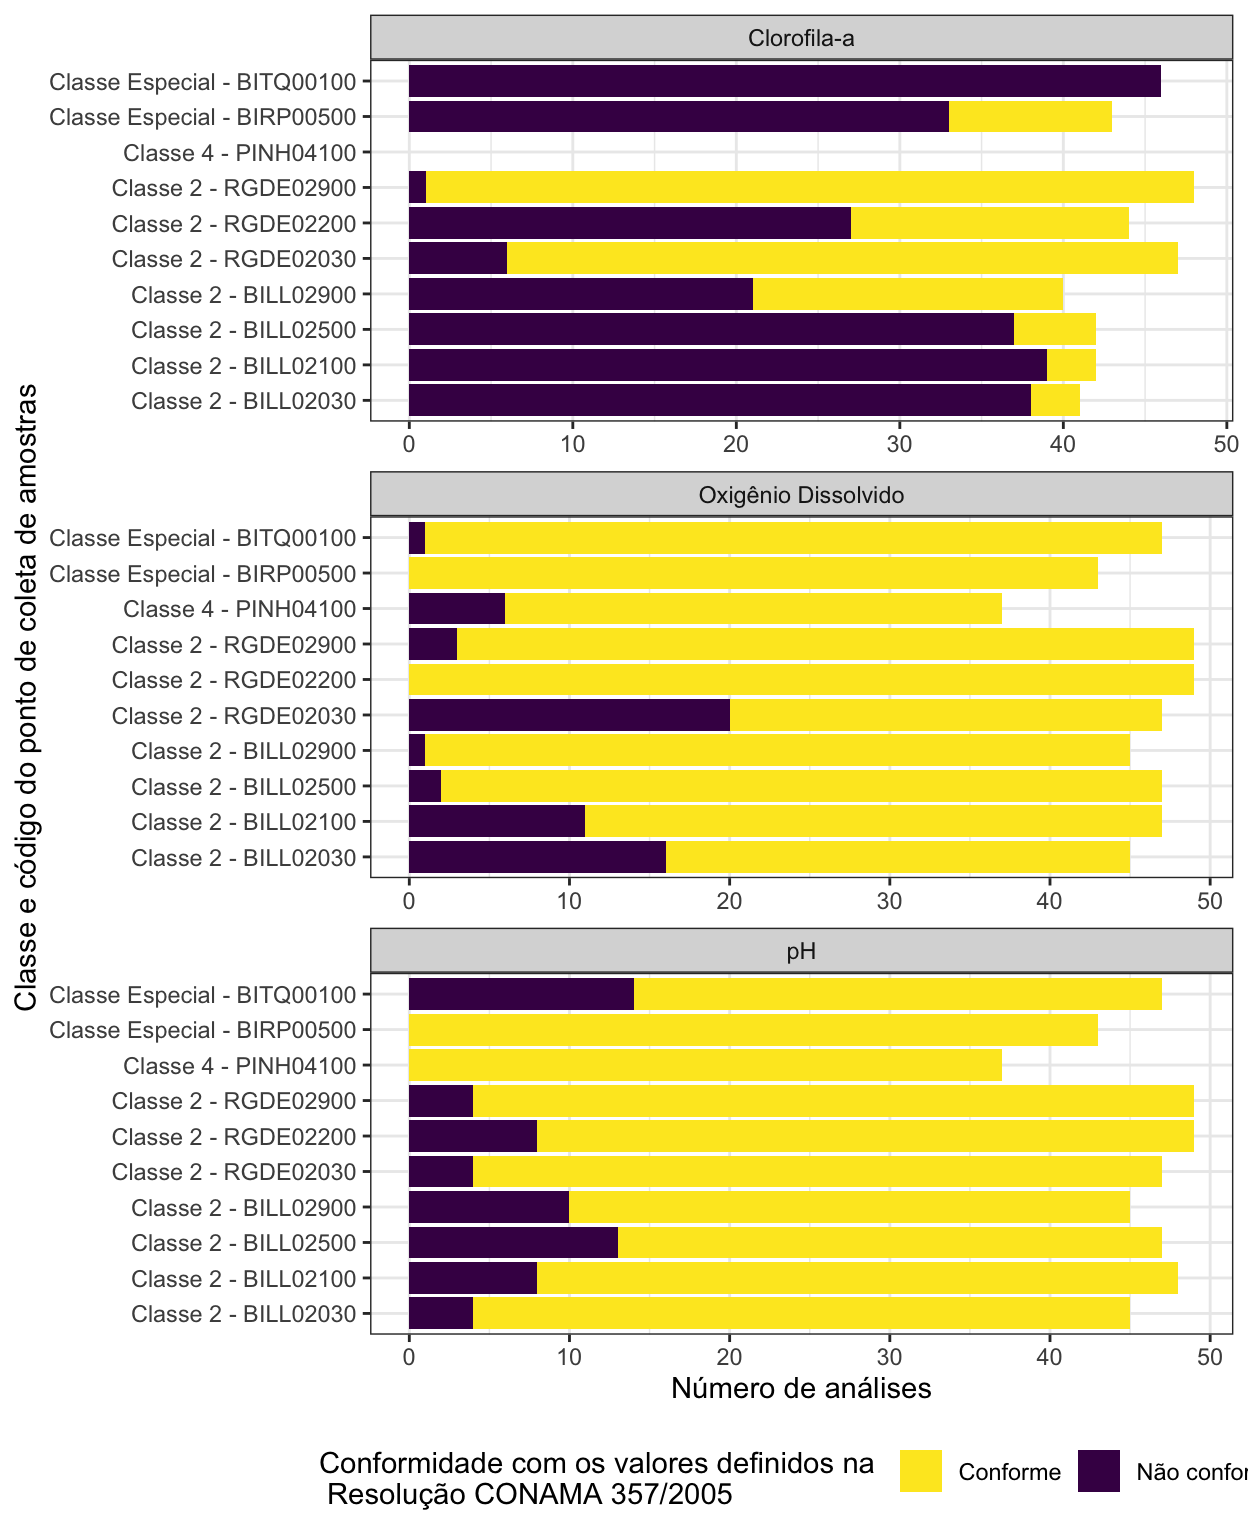 Clorofila-a
Classe Especial - BITQ00100
Classe Especial - BIRP00500
Classe 4 - PINH04100
Classe 2 - RGDE02900
Classe 2 - RGDE02200
Classe 2 - RGDE02030
Classe 2 - BILL02900
Classe 2 - BILL02500
Classe 2 - BILL02100
Classe 2 - BILL02030
0 10 20 30 40 50
Oxigênio Dissolvido
Classe Especial - BITQ00100
Classe Especial - BIRP00500
Classe 4 - PINH04100
Classe 2 - RGDE02900
Classe 2 - RGDE02200
Classe 2 - RGDE02030
Classe 2 - BILL02900
Classe 2 - BILL02500
Classe 2 - BILL02100
Classe 2 - BILL02030
0 10 20 30 40 50
pH
Classe Especial - BITQ00100
Classe Especial - BIRP00500
Classe 4 - PINH04100
Classe 2 - RGDE02900
Classe 2 - RGDE02200
Classe 2 - RGDE02030
Classe 2 - BILL02900
Classe 2 - BILL02500
Classe 2 - BILL02100
Classe 2 - BILL02030
0 10 20 30 40 50
Número de análises
Classe e código do ponto de coleta de amostras
Conformidade com os valores definidos na
Resolução CONAMA 357/2005
Conforme
Não confor